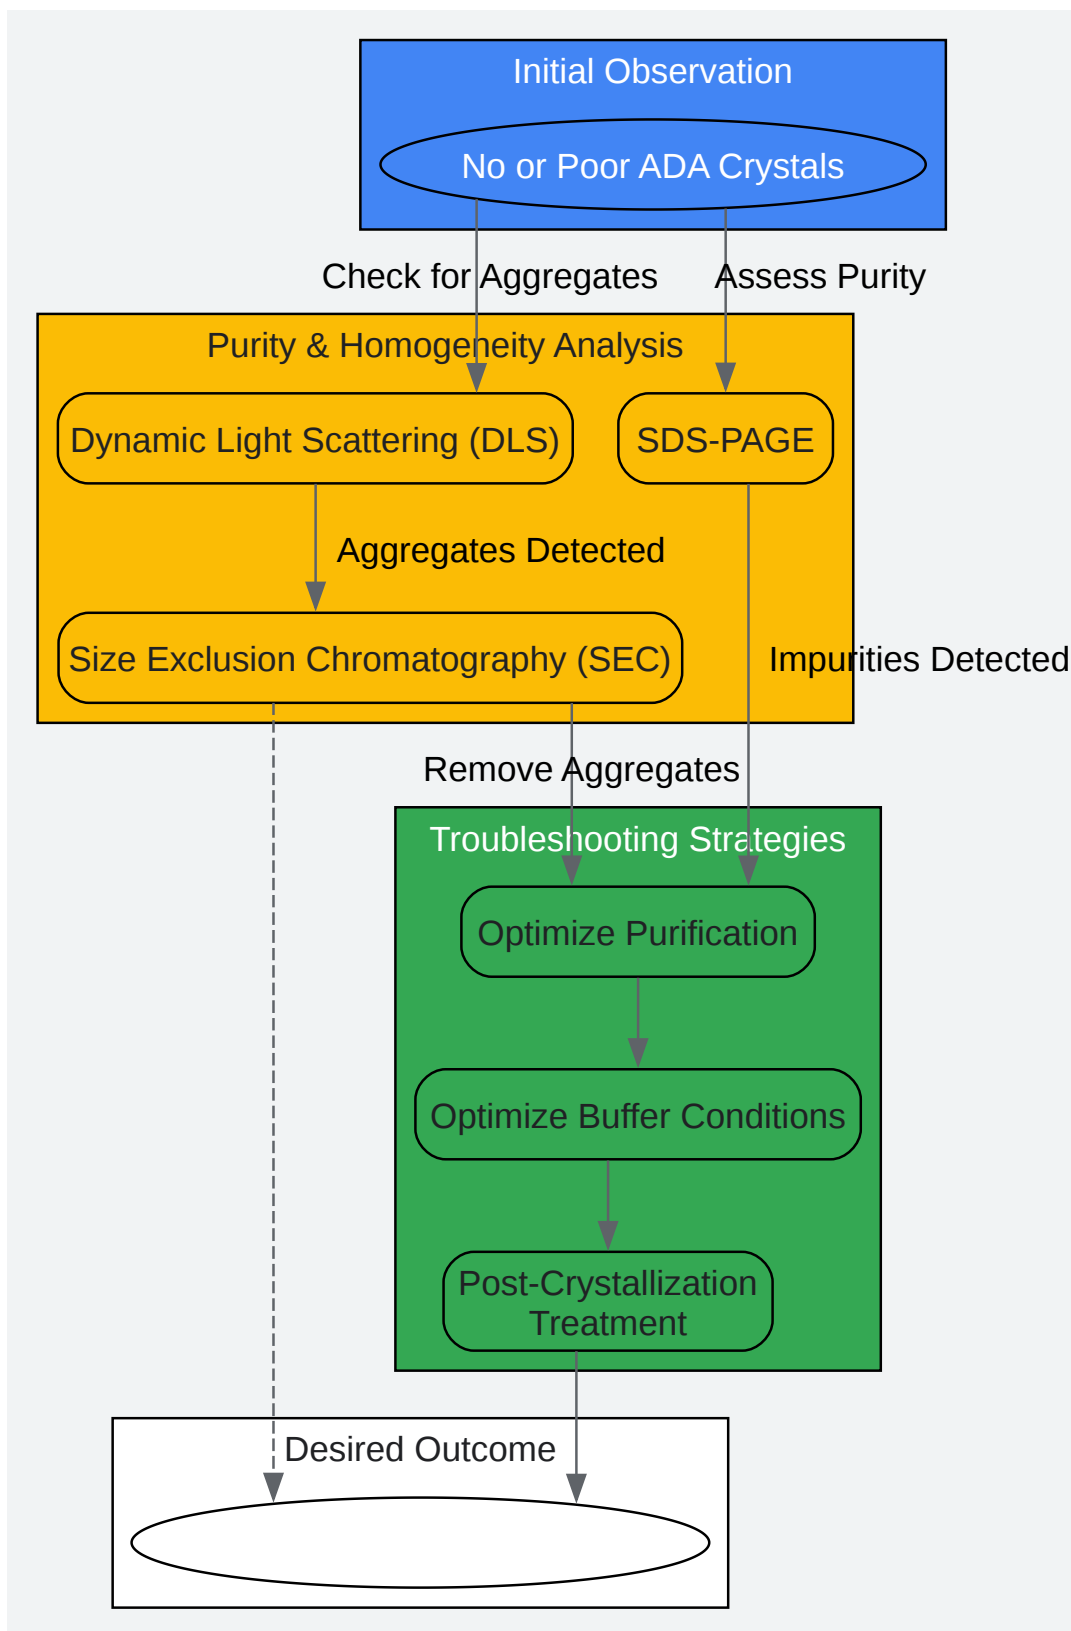 Initial Observation
No or Poor ADA Crystals
Check for Aggregates
Assess Purity
Purity & Homogeneity Analysis
Dynamic Light Scattering (DLS)
SDS-PAGE
Aggregates Detected
Size Exclusion Chromatography (SEC)
Impurities Detected
Remove Aggregates
Troubleshooting Strategies
Optimize Purification
Optimize Buffer Conditions
Post-Crystallization
Treatment
Desired Outcome